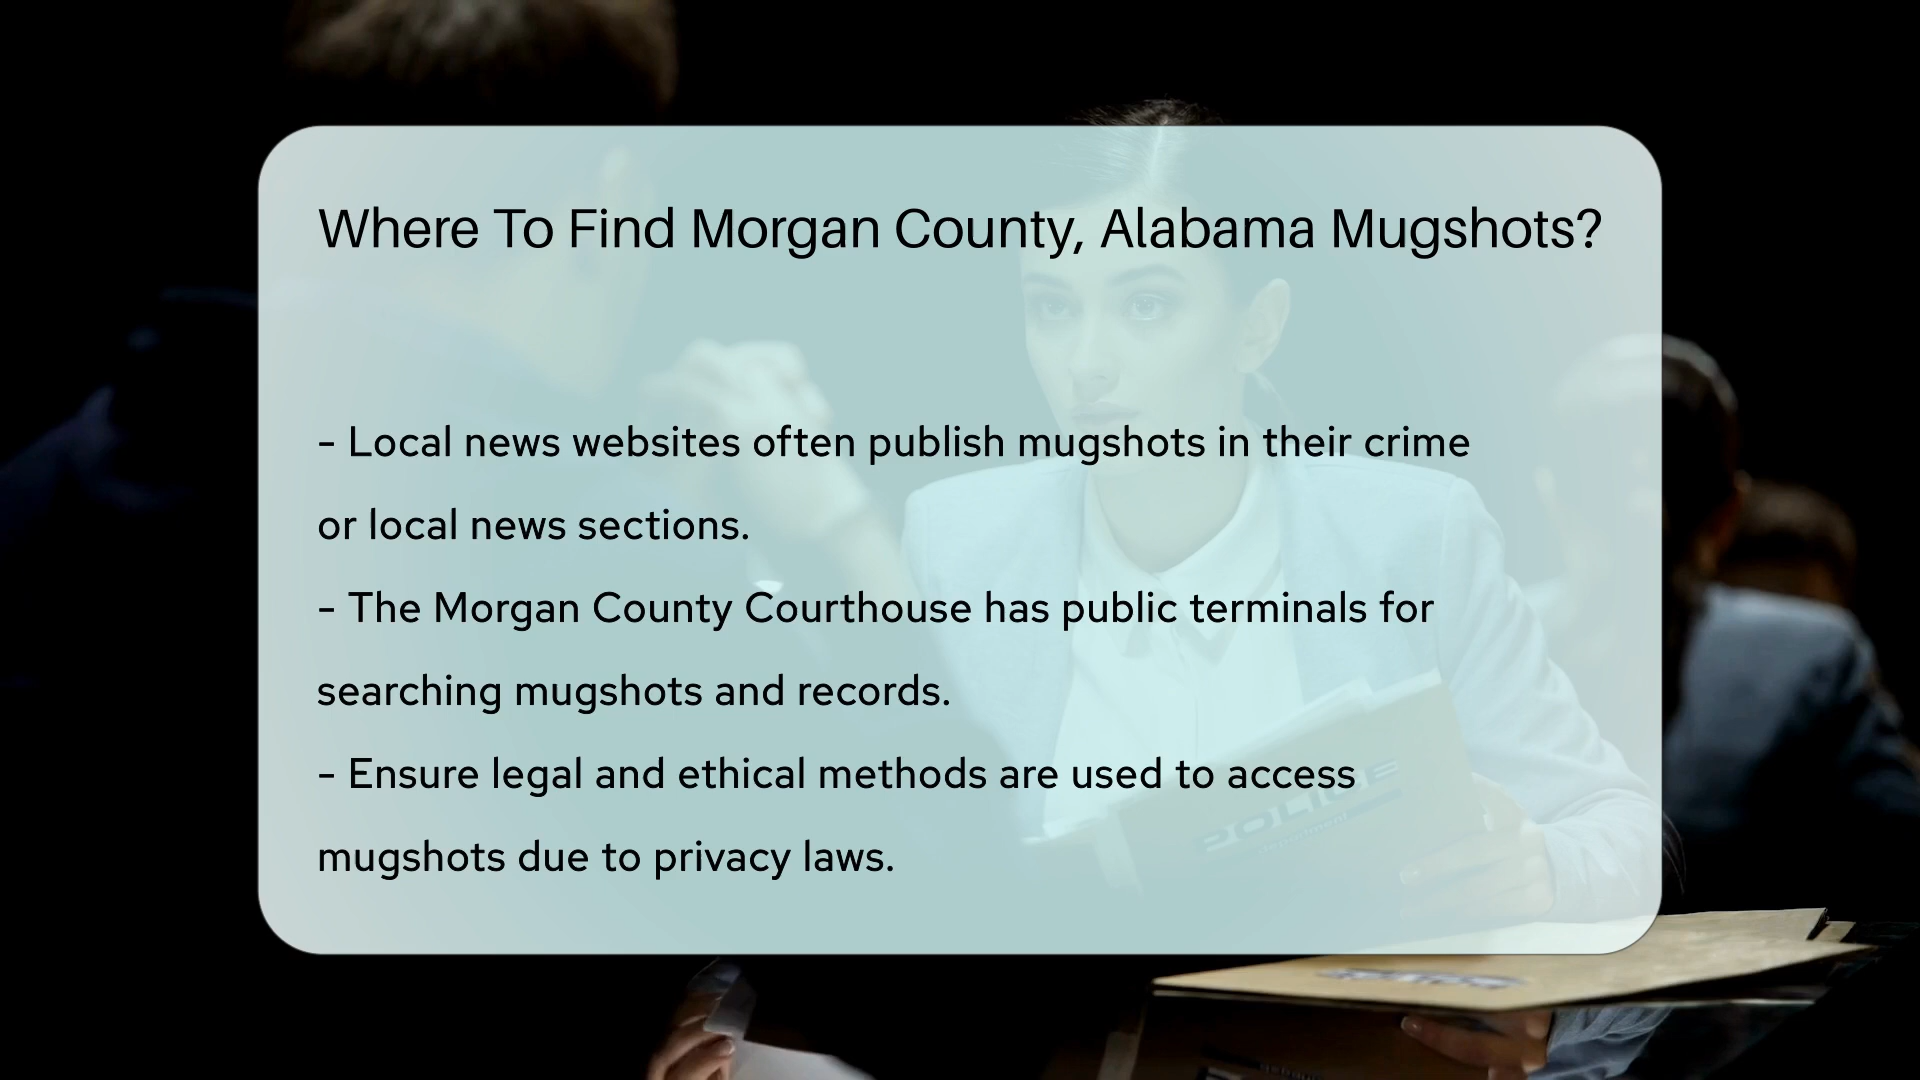 Where To Find Morgan County, Alabama Mugshots?
- Local news websites often publish mugshots in their crime
or local news sections.
- The Morgan County Courthouse has public terminals for
searching mugshots and records.
- Ensure legal and ethical methods are used to access
mugshots due to privacy laws.
POLICE
department